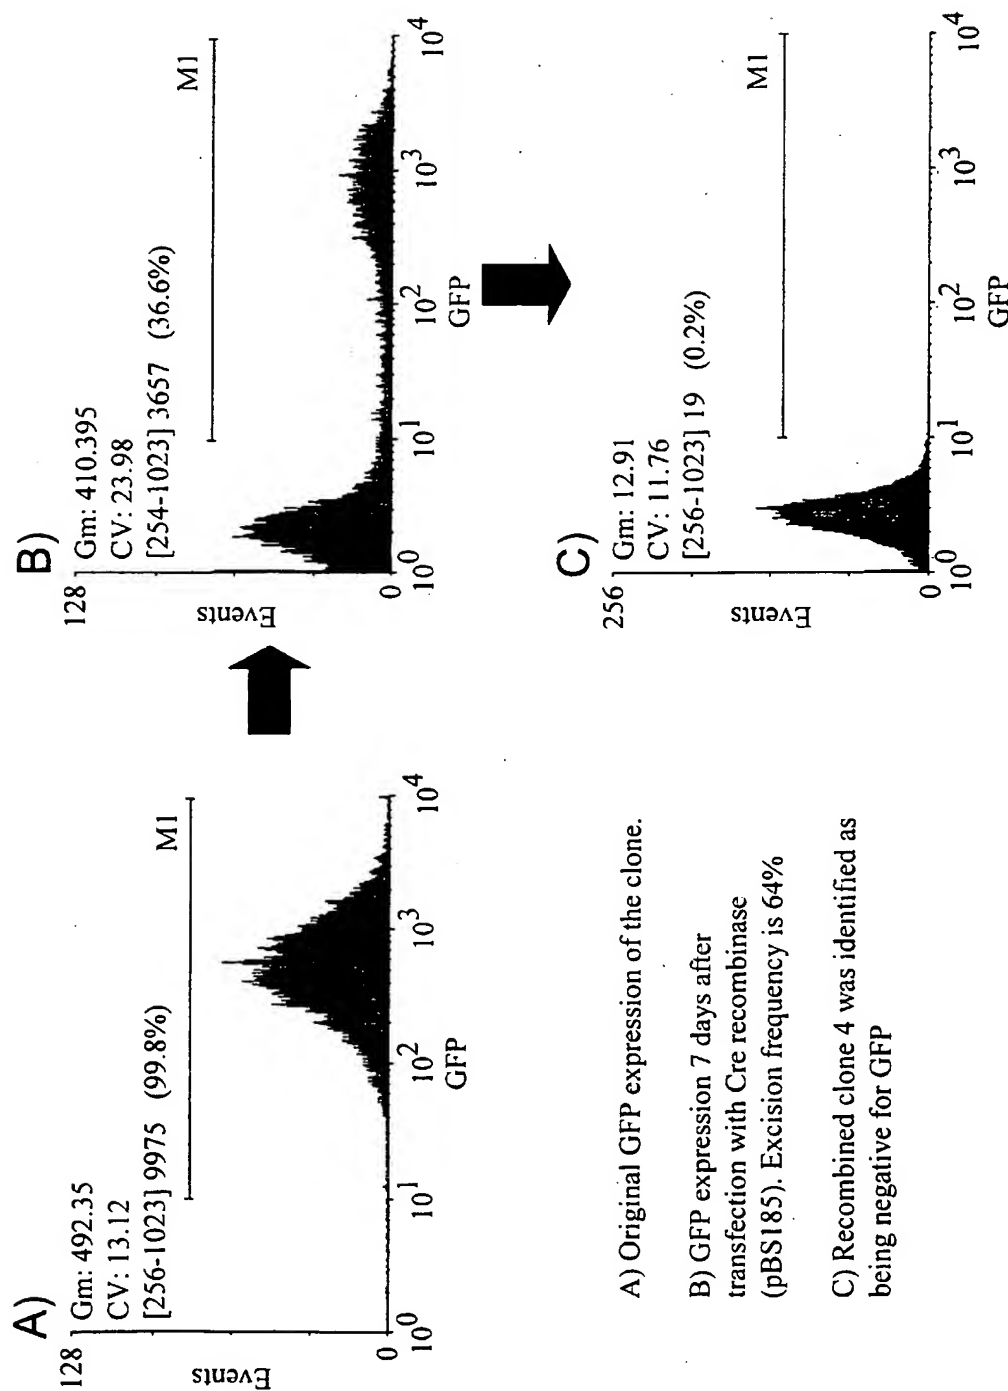 A)
128
Events
0
Gm: 492.35
CV: 13.12
[256-1023] 9975 (99.8%)
M1
10^0 10^1 10^2 10^3 10^4
GFP
B)
128
Events
0
Gm: 410.395
CV: 23.98
[254-1023] 3657 (36.6%)
M1
10^0 10^1 10^2 10^3 10^4
GFP
C)
256
Events
0
Gm: 12.91
CV: 11.76
[256-1023] 19 (0.2%)
M1
10^0 10^1 10^2 10^3 10^4
GFP
A) Original GFP expression of the clone.
B) GFP expression 7 days after
transfection with Cre recombinase
(pBS185). Excision frequency is 64%
C) Recombined clone 4 was identified as
being negative for GFP